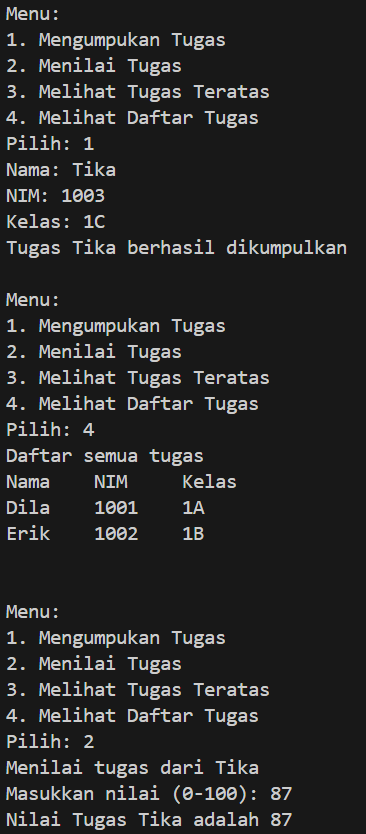 Menu:
1. Mengumpukan Tugas
2. Menilai Tugas
3. Melihat Tugas Teratas
4. Melihat Daftar Tugas
Pilih: 1
Nama: Tika
NIM: 1003
Kelas: 1C
Tugas Tika berhasil dikumpulkan

Menu:
1. Mengumpukan Tugas
2. Menilai Tugas
3. Melihat Tugas Teratas
4. Melihat Daftar Tugas
Pilih: 4
Daftar semua tugas
Nama    NIM     Kelas
Dila    1001    1A
Erik    1002    1B

Menu:
1. Mengumpukan Tugas
2. Menilai Tugas
3. Melihat Tugas Teratas
4. Melihat Daftar Tugas
Pilih: 2
Menilai tugas dari Tika
Masukkan nilai (0-100): 87
Nilai Tugas Tika adalah 87